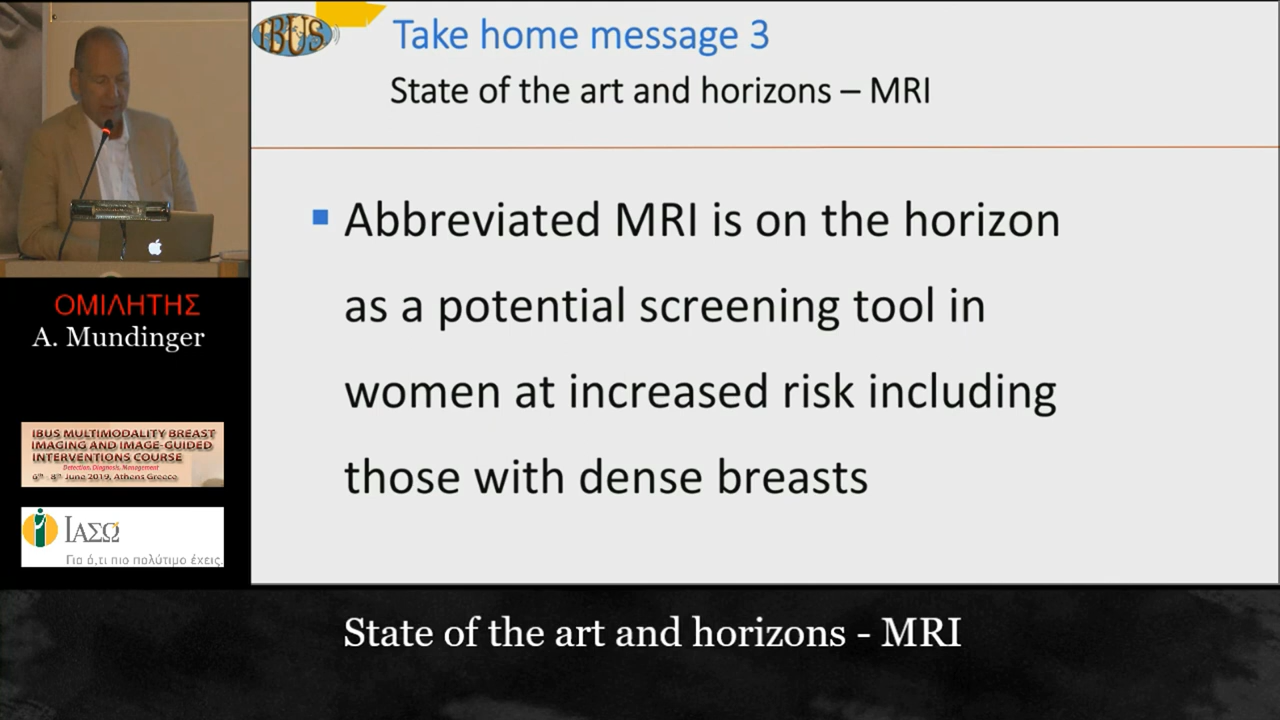 IBUS
Take home message 3
State of the art and horizons – MRI
Abbreviated MRI is on the horizon
as a potential screening tool in
women at increased risk including
those with dense breasts
ΟΜΙΛΗΤΗΣ
A. Mundinger
IBUS MULTIMODALITY BREAST
IMAGING AND IMAGE-GUIDED
INTERVENTIONS COURSE
Detection, Diagnosis, Management
6th - 8th June 2019, Athens Greece
ΙΑΣΩ
Για ό,τι πιο πολύτιμο έχεις.
State of the art and horizons - MRI